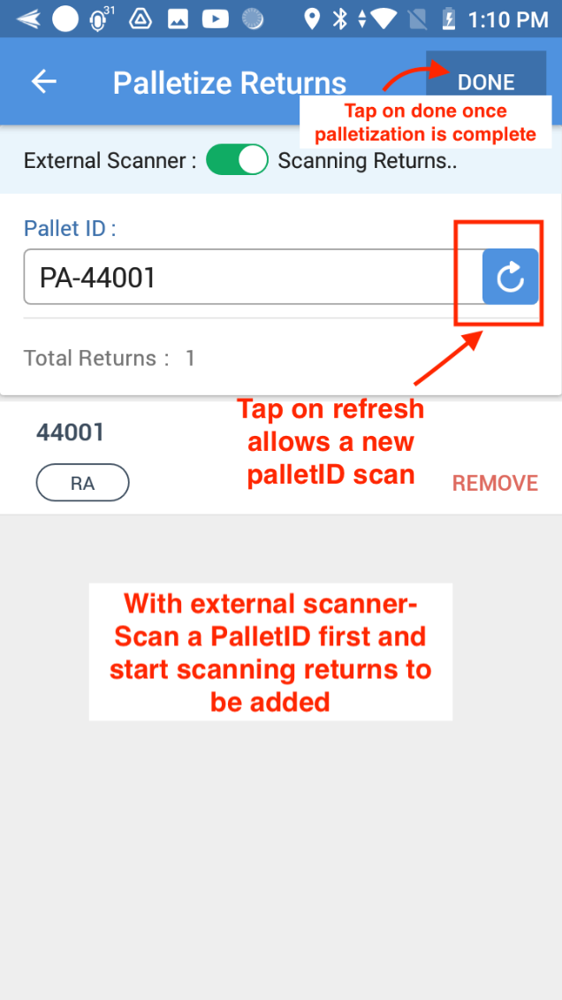 31
1:10 PM
Palletize Returns
DONE
Tap on done once
palletization is complete
External Scanner :
Scanning Returns..
Pallet ID :
PA-44001
Total Returns : 1
Tap on refresh
allows a new
palletID scan
44001
RA
REMOVE
With external scanner-
Scan a PalletID first and
start scanning returns to
be added